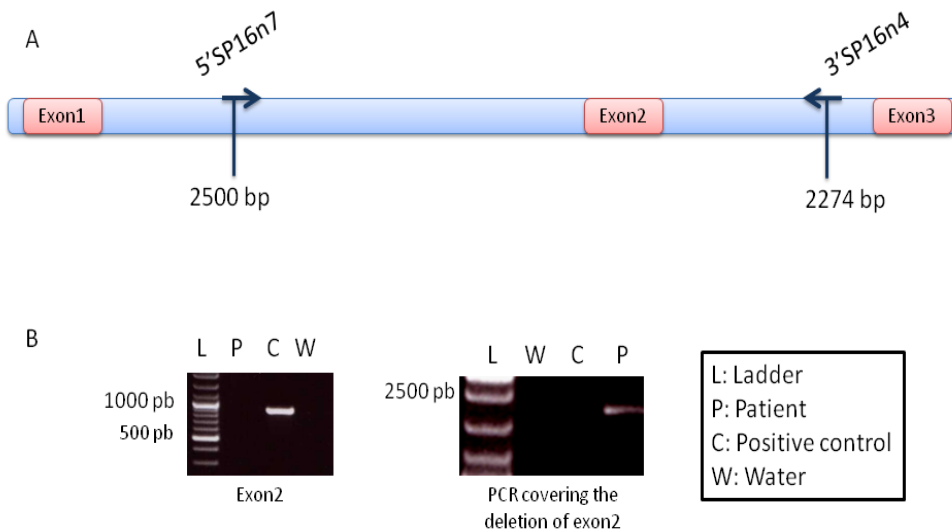 A
5'SP16n7
3'SP16n4
Exon1
Exon2
Exon3
2500 bp
2274 bp
B
L P C W
1000 pb
500 pb
Exon2
L W C P
2500 pb
PCR covering the
deletion of exon2
L: Ladder
P: Patient
C: Positive control
W: Water